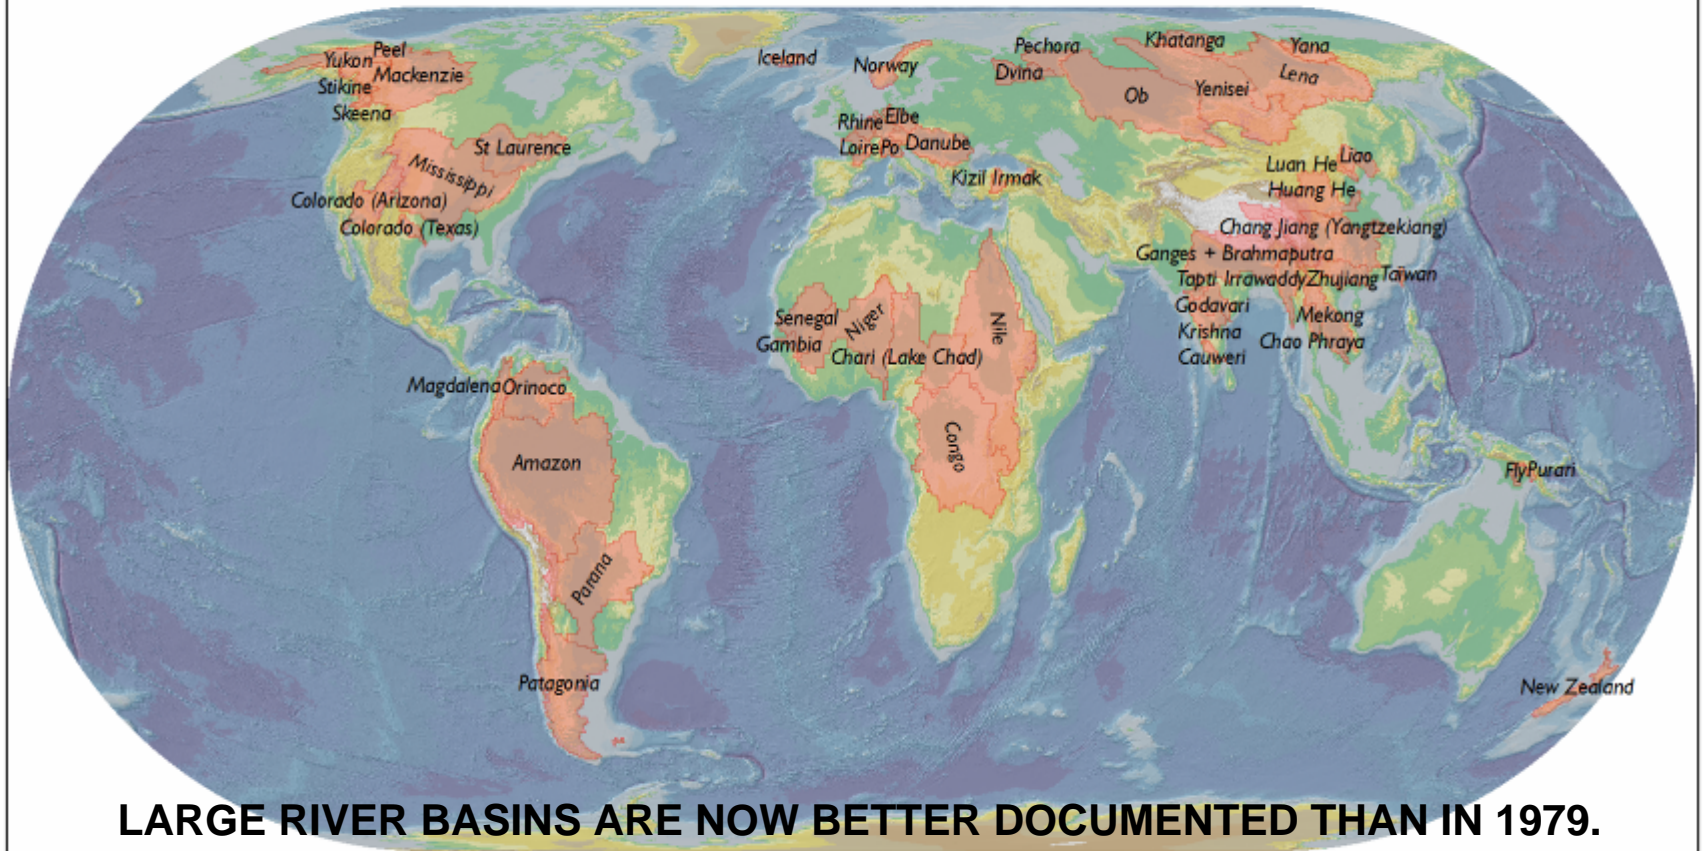 Peel
Yukon
Mackenzie
Stikine
Skeena
St Laurence
Mississippi
Colorado (Arizona)
Colorado (Texas)
Magdalena
Orinoco
Amazon
Parana
Patagonia
Iceland
Norway
Rhine
Elbe
Loire
Po
Danube
Kizil Irmak
Senegal
Gambia
Niger
Chari (Lake Chad)
Nile
Congo
Pechora
Dvina
Khatanga
Yana
Lena
Ob
Yenisei
Luan He
Liao
Huang He
Chang Jiang (Yangtzekiang)
Ganges + Brahmaputra
Tapti
Irrawaddy
Zhujiang
Taiwan
Godavari
Mekong
Krishna
Chao Phraya
Cauweri
Fly
Purari
New Zealand
LARGE RIVER BASINS ARE NOW BETTER DOCUMENTED THAN IN 1979.